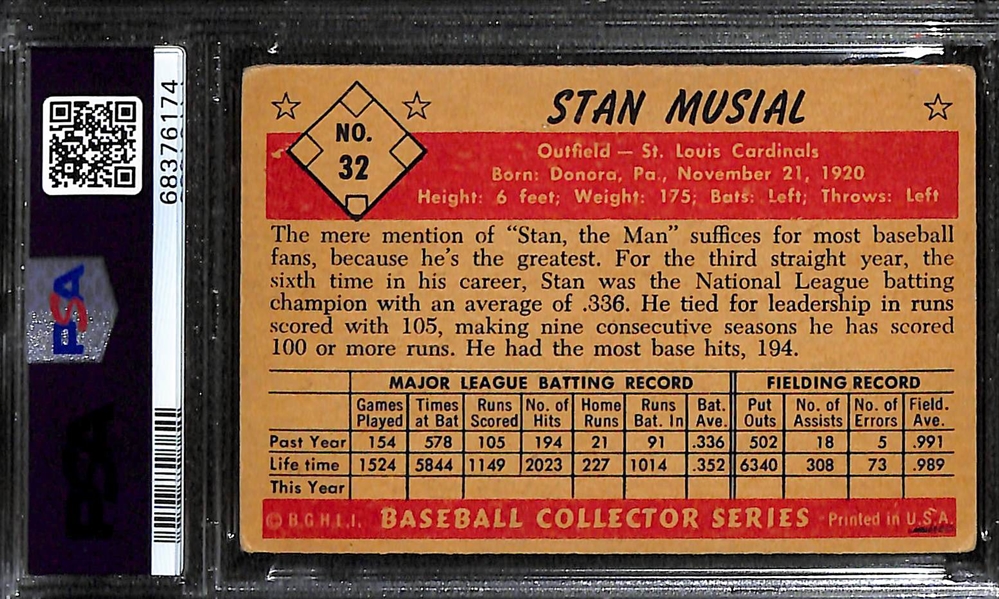 68376174
PSA
PSA
NO.
32
STAN MUSIAL
Outfield — St. Louis Cardinals
Born: Donora, Pa., November 21, 1920
Height: 6 feet; Weight: 175; Bats: Left; Throws: Left
The mere mention of "Stan, the Man" suffices for most baseball
fans, because he's the greatest. For the third straight year, the
sixth time in his career, Stan was the National League batting
champion with an average of .336. He tied for leadership in runs
scored with 105, making nine consecutive seasons he has scored
100 or more runs. He had the most base hits, 194.
MAJOR LEAGUE BATTING RECORD FIELDING RECORD
Games Times Runs No. of Home Runs Bat. Put No. of No. of Field.
Played at Bat Scored Hits Runs Bat. In Ave. Outs Assists Errors Ave.
Past Year 154 578 105 194 21 91 .336 502 18 5 .991
Life time 1524 5844 1149 2023 227 1014 .352 6340 308 73 .989
This Year
© B.G.H.L.I. BASEBALL COLLECTOR SERIES Printed in U.S.A.